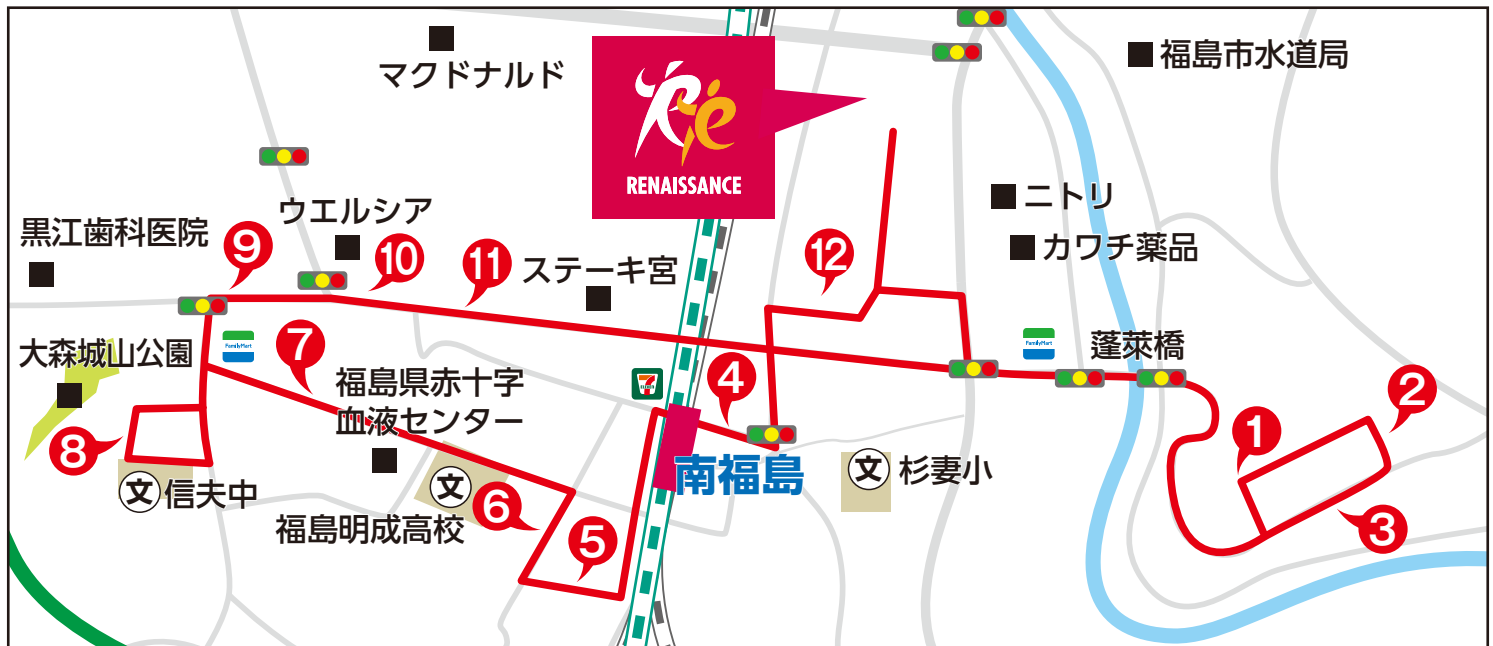 マクドナルド
福島市水道局
RENAISSANCE
ニトリ
カワチ薬品
ウエルシア
黒江歯科医院
9
10
11
ステーキ宮
12
大森城山公園
FamilyMart
7
福島県赤十字
血液センター
7
4
FamilyMart
蓬萊橋
2
1
8
文
信夫中
文
福島明成高校
6
5
南福島
文
杉妻小
3